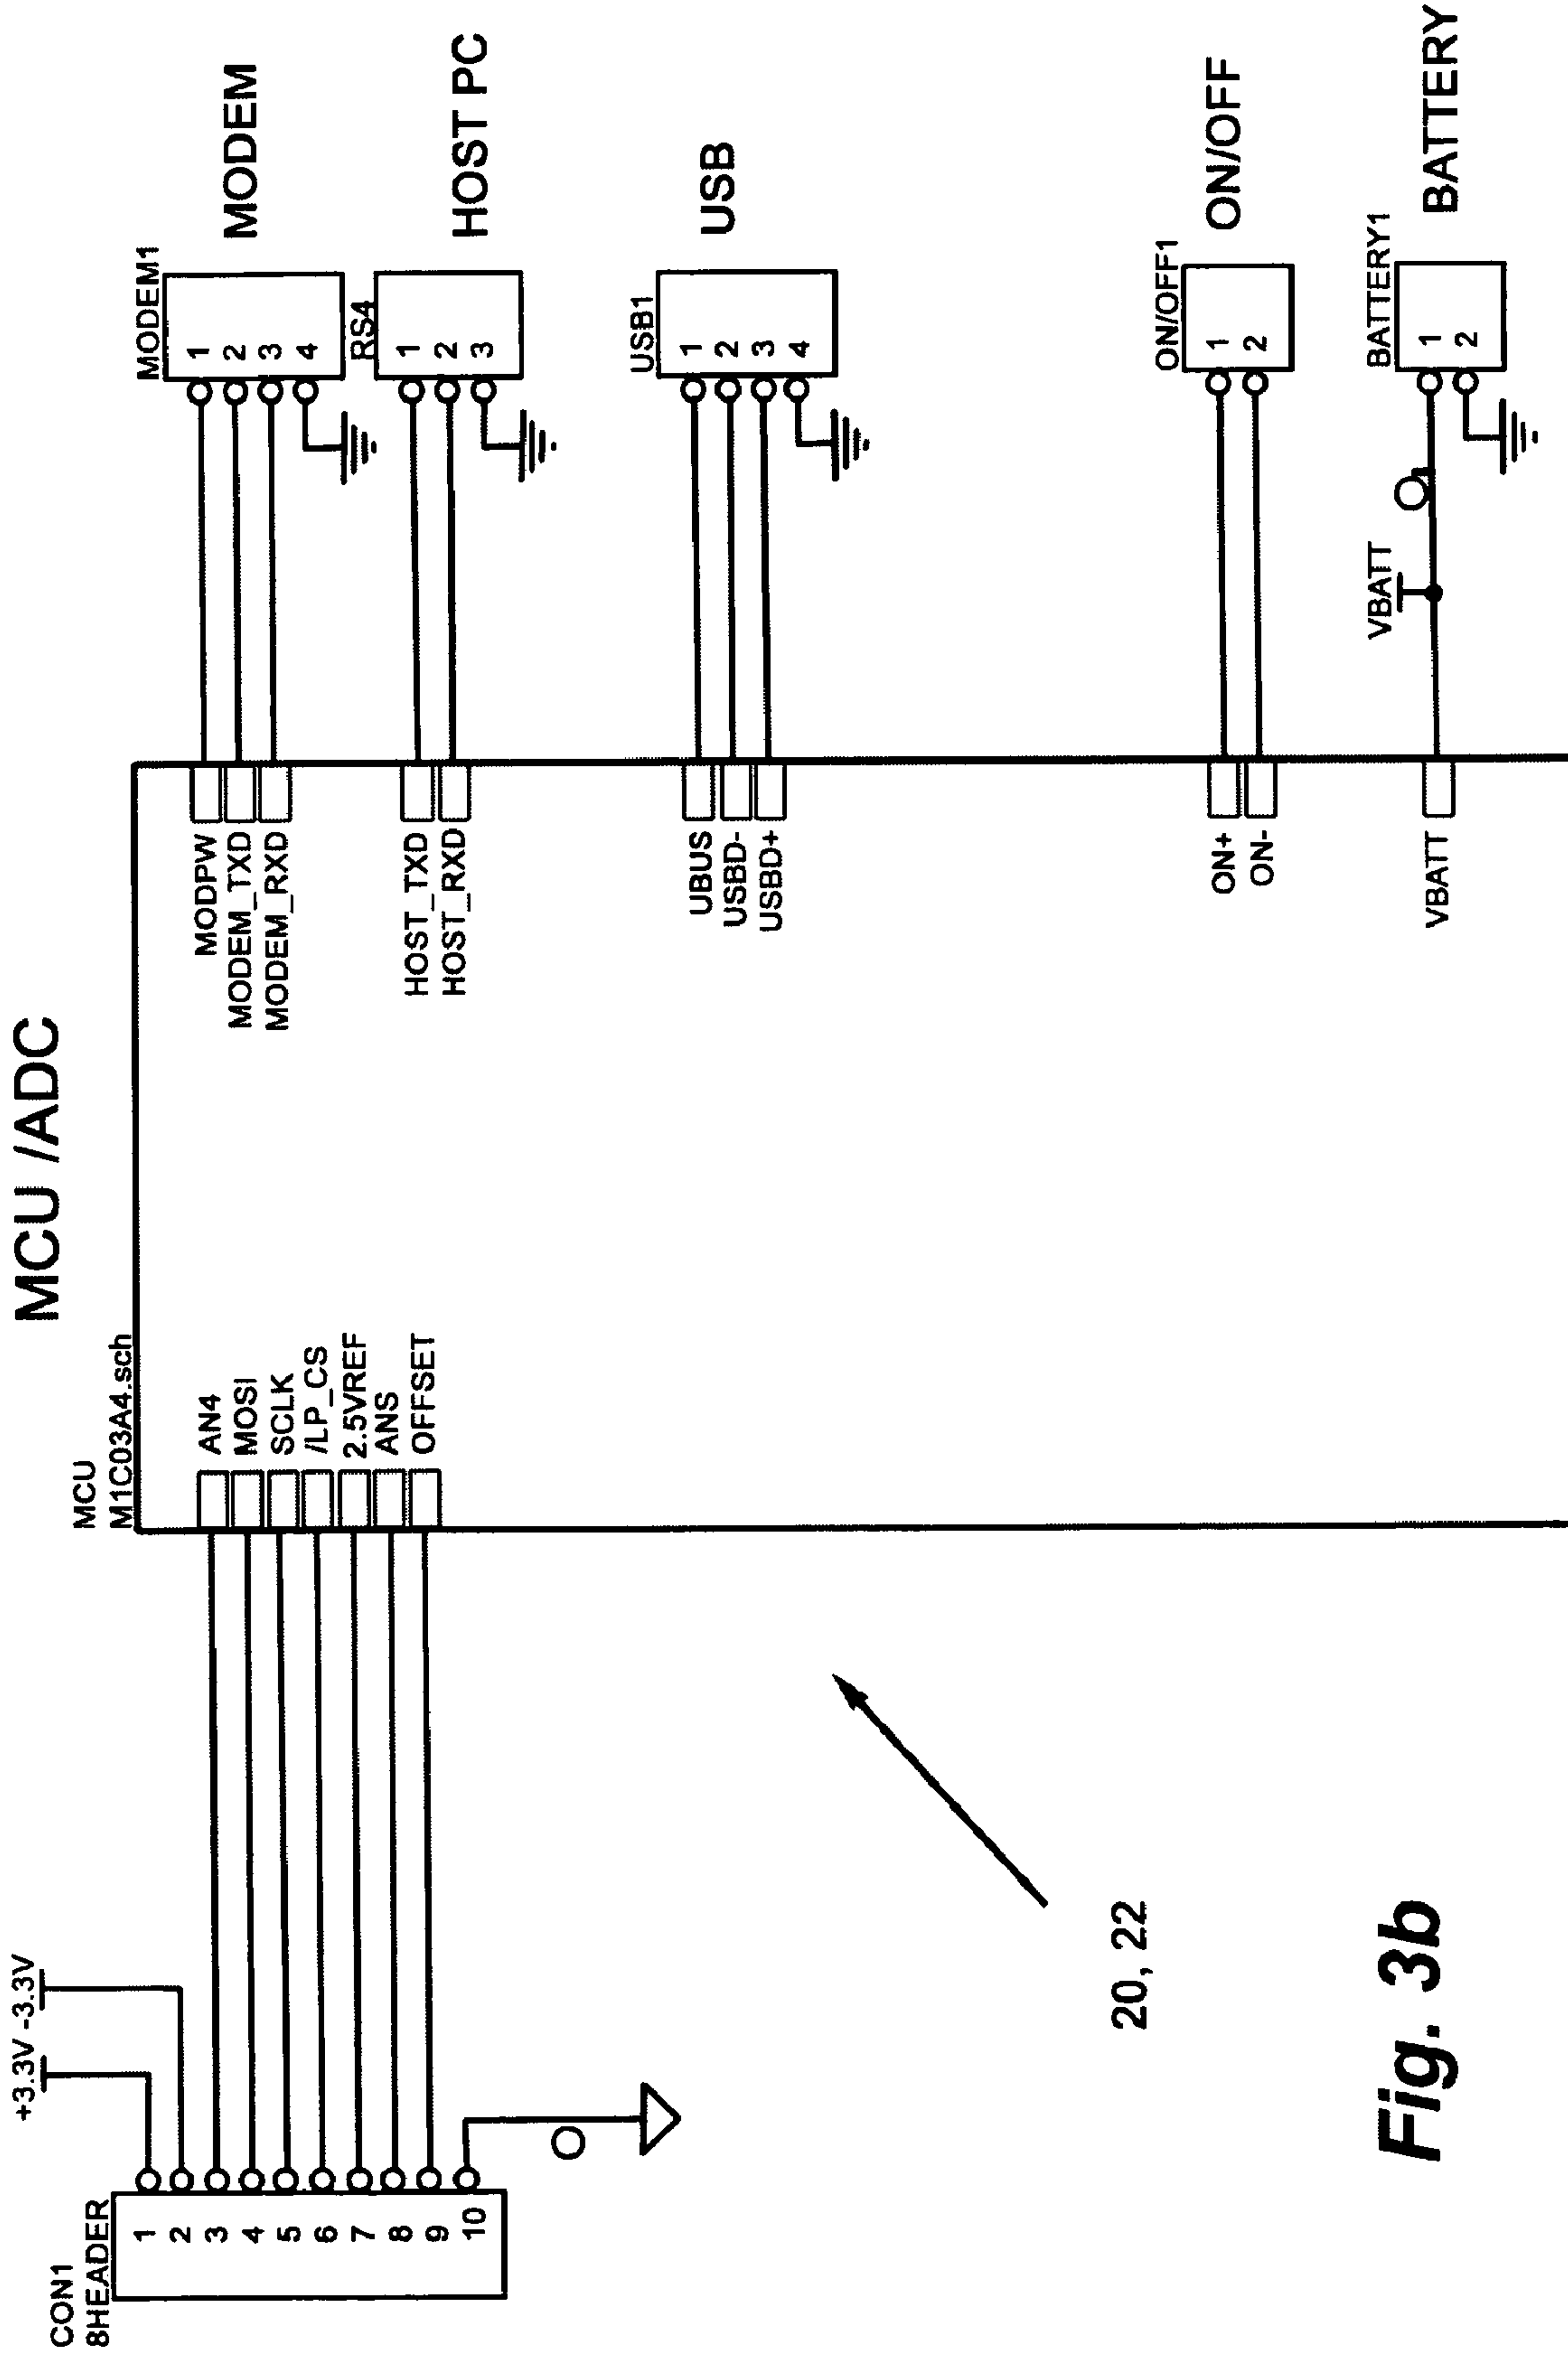 MCU /ADC
+3.3V -3.3V
CON1
8HEADER
1
2
3
4
5
6
7
8
9
10
MCU
M1C03A4.sch
AN4
MOSI
SCLK
/LP_CS
2.5VREF
ANS
OFFSET
MODPW
MODEM_TXD
MODEM_RXD
HOST_TXD
HOST_RXD
UBUS
USBD-
USBD+
ON+
ON-
VBATT
VBATT
MODEM1
1
2
3
4
MODEM
RS4
1
2
3
HOST PC
USB1
1
2
3
4
USB
ON/OFF1
1
2
ON/OFF
BATTERY1
1
2
BATTERY
20, 22
Fig. 3b